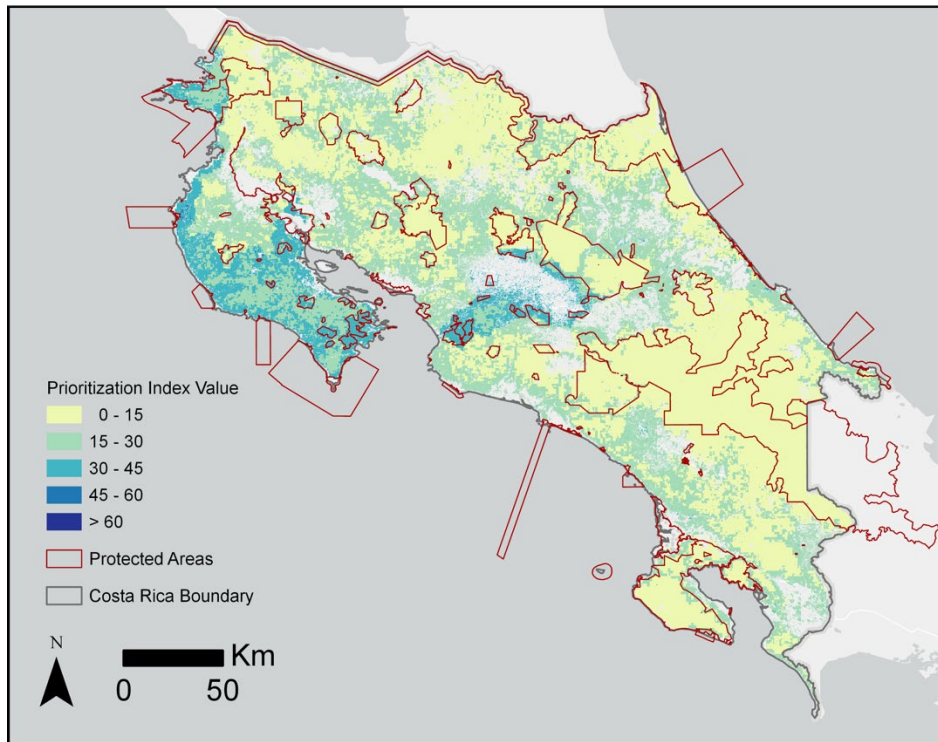 Prioritization Index Value
0 - 15
15 - 30
30 - 45
45 - 60
> 60
Protected Areas
Costa Rica Boundary
N
Km
0 50